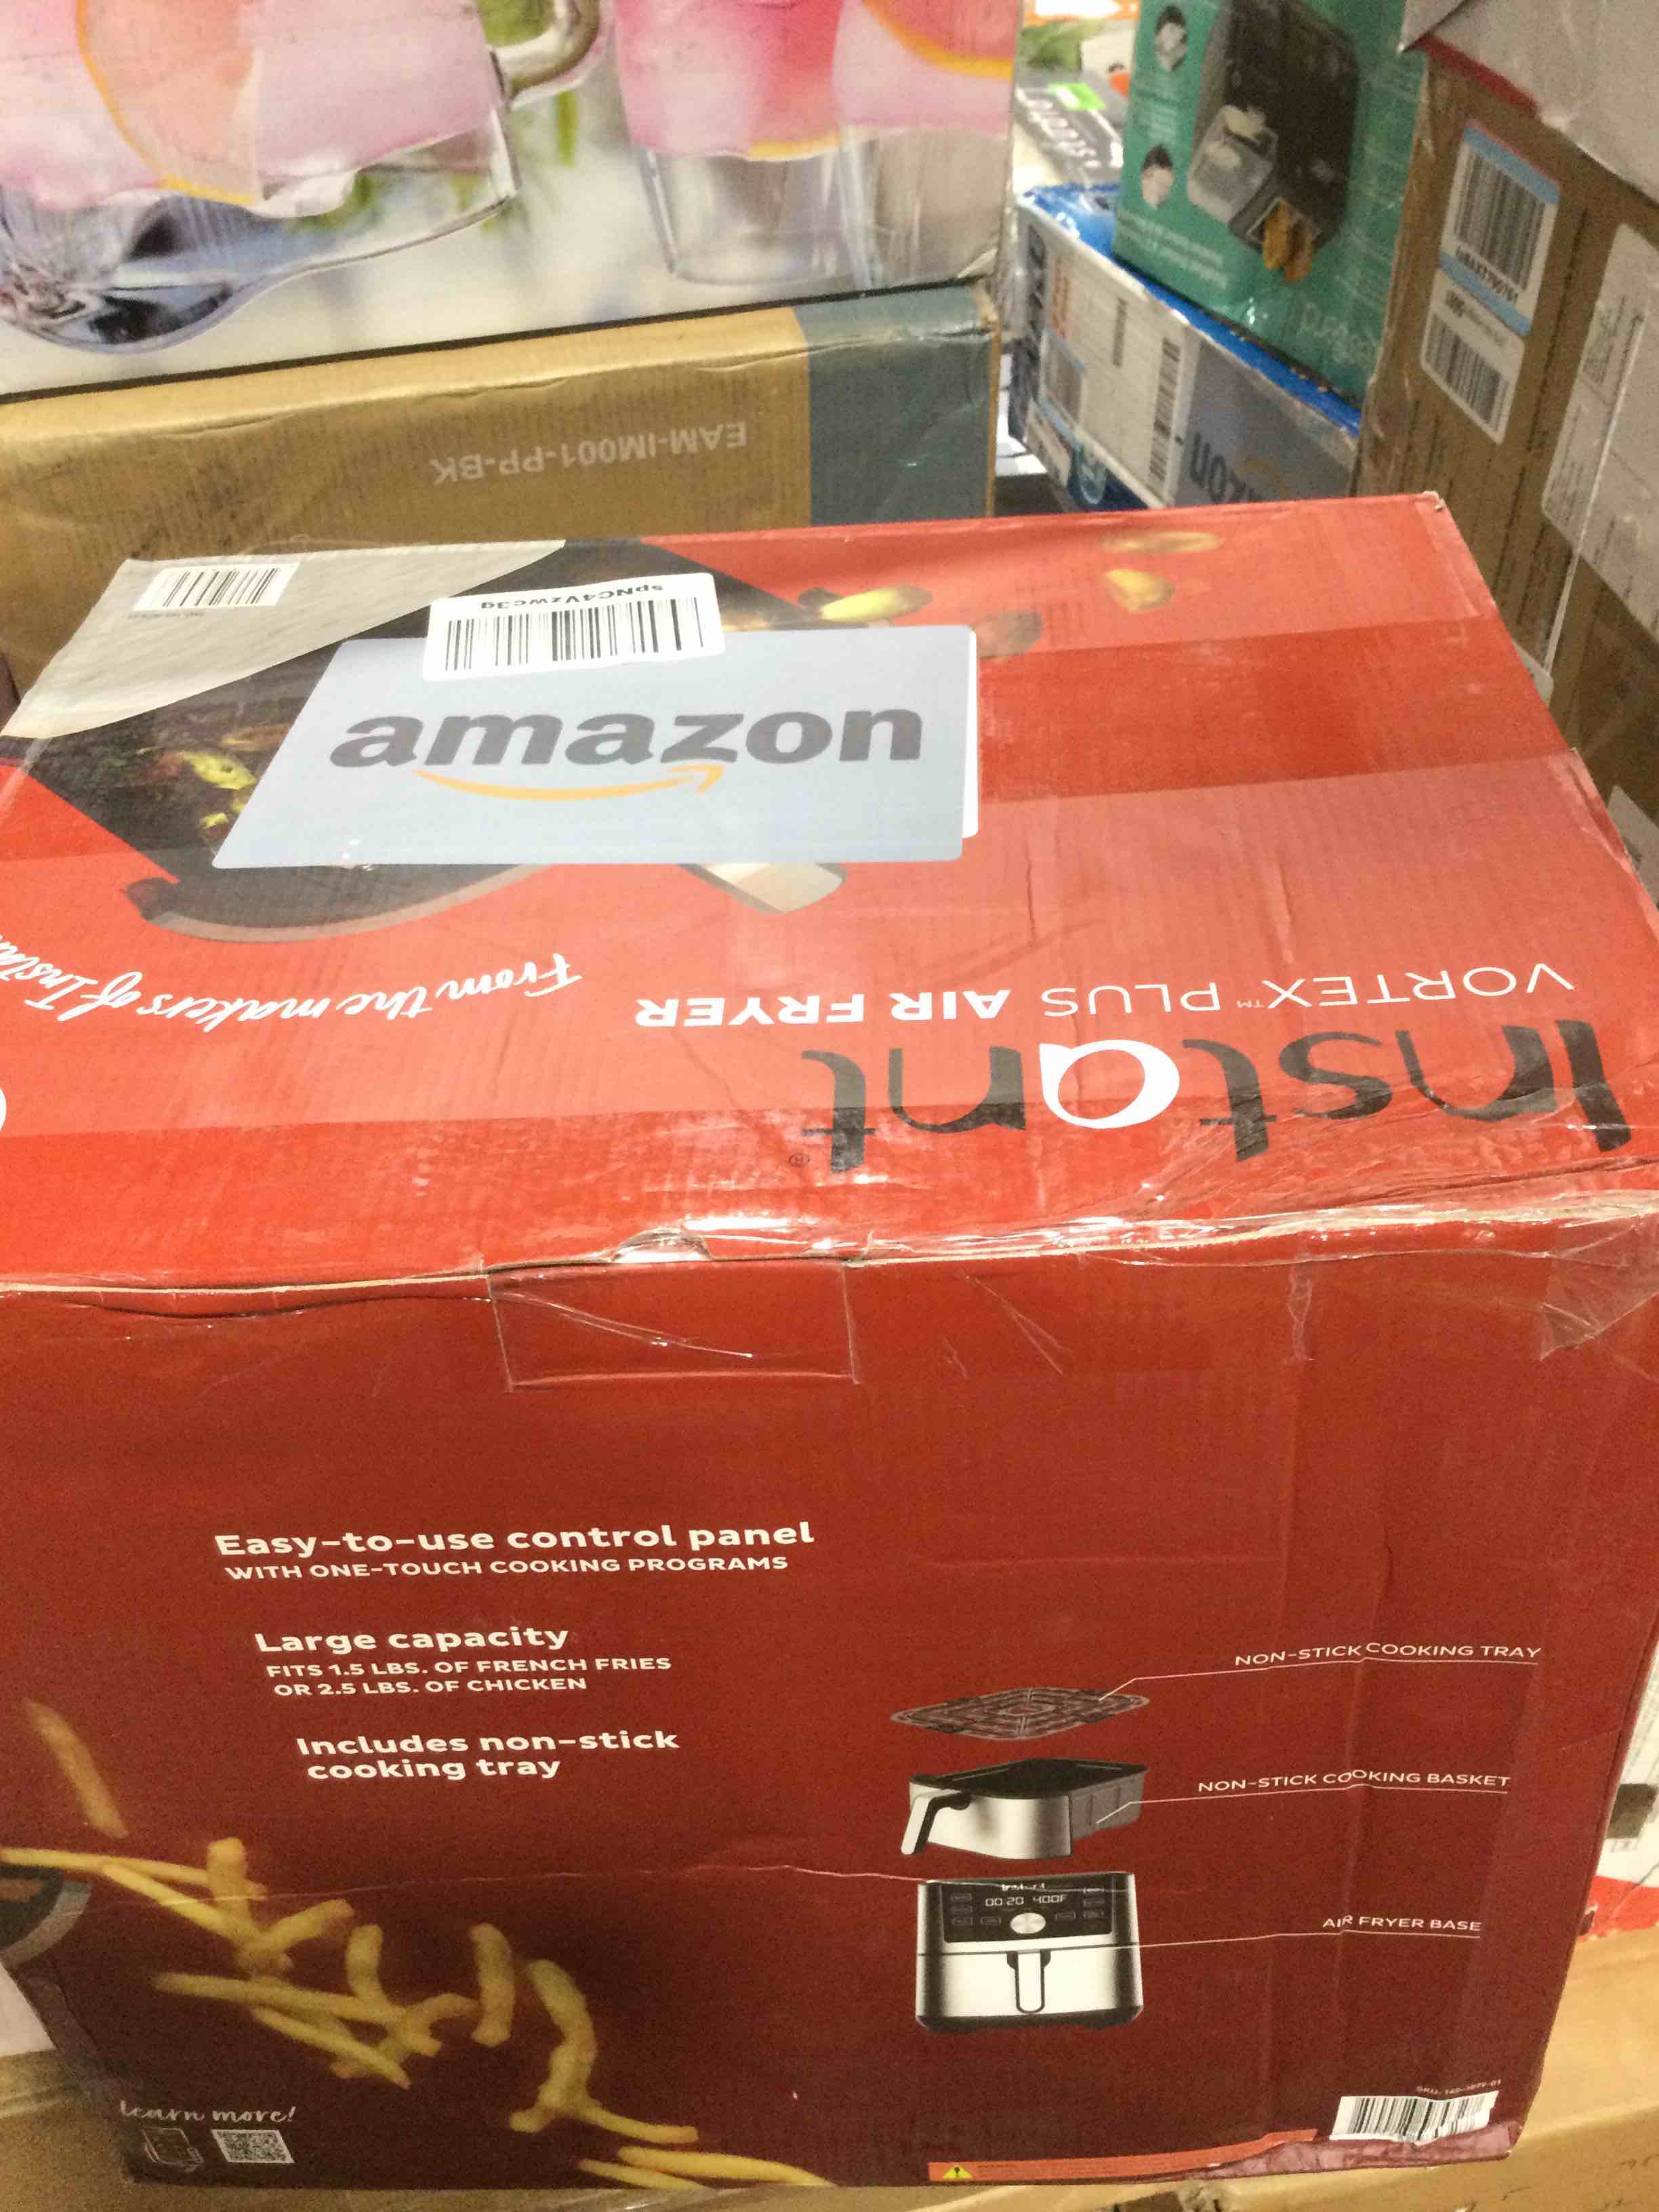 EAM-IM001-PP-BK
amazon
spNC4Vzwc3g
amazon
Instant®
VORTEX™ PLUS AIR FRYER
From the makers of
Easy-to-use control panel
WITH ONE-TOUCH COOKING PROGRAMS
Large capacity
FITS 1.5 LBS. OF FRENCH FRIES
OR 2.5 LBS. OF CHICKEN
Includes non-stick
cooking tray
NON-STICK COOKING TRAY
NON-STICK COOKING BASKET
00:20 400F
AIR FRYER BASE
learn more!